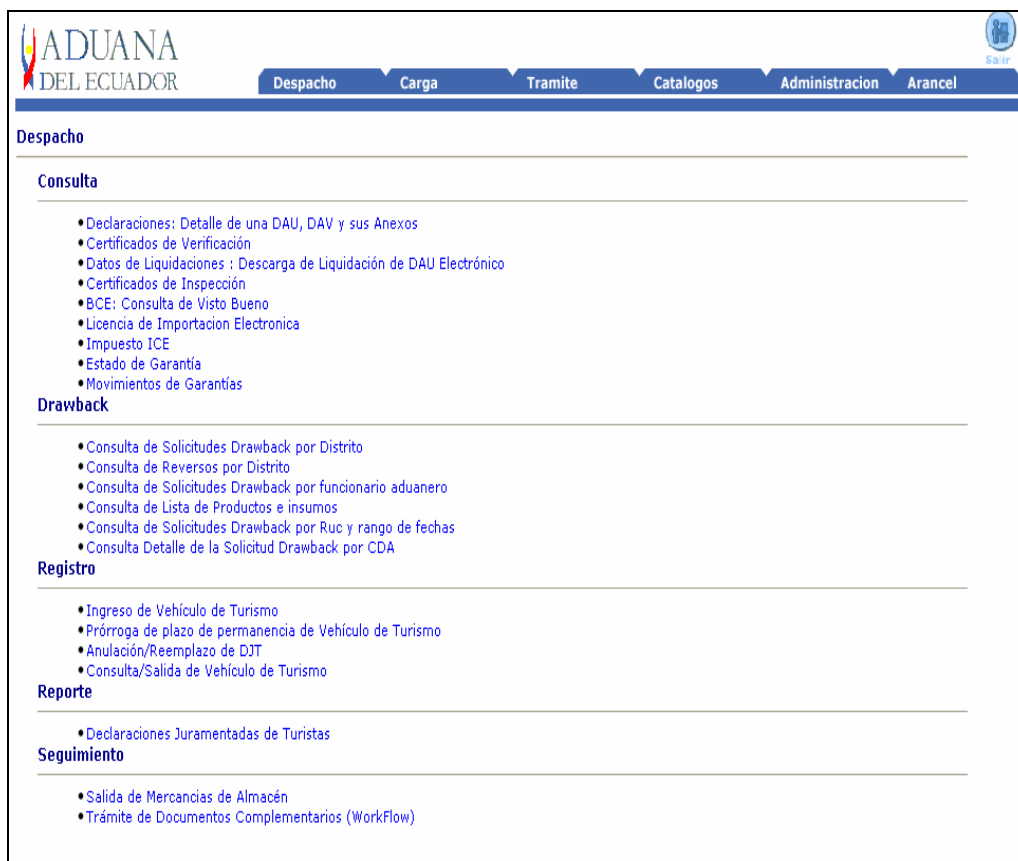 ADUANA
DEL ECUADOR
Salir
Despacho Carga Tramite Catalogos Administracion Arancel
Despacho
Consulta
•Declaraciones: Detalle de una DAU, DAV y sus Anexos
•Certificados de Verificación
•Datos de Liquidaciones : Descarga de Liquidación de DAU Electrónico
•Certificados de Inspección
•BCE: Consulta de Visto Bueno
•Licencia de Importacion Electronica
•Impuesto ICE
•Estado de Garantía
•Movimientos de Garantías
Drawback
•Consulta de Solicitudes Drawback por Distrito
•Consulta de Reversos por Distrito
•Consulta de Solicitudes Drawback por funcionario aduanero
•Consulta de Lista de Productos e insumos
•Consulta de Solicitudes Drawback por Ruc y rango de fechas
•Consulta Detalle de la Solicitud Drawback por CDA
Registro
•Ingreso de Vehículo de Turismo
•Prórroga de plazo de permanencia de Vehículo de Turismo
•Anulación/Reemplazo de DJT
•Consulta/Salida de Vehículo de Turismo
Reporte
•Declaraciones Juramentadas de Turistas
Seguimiento
•Salida de Mercancias de Almacén
•Trámite de Documentos Complementarios (WorkFlow)